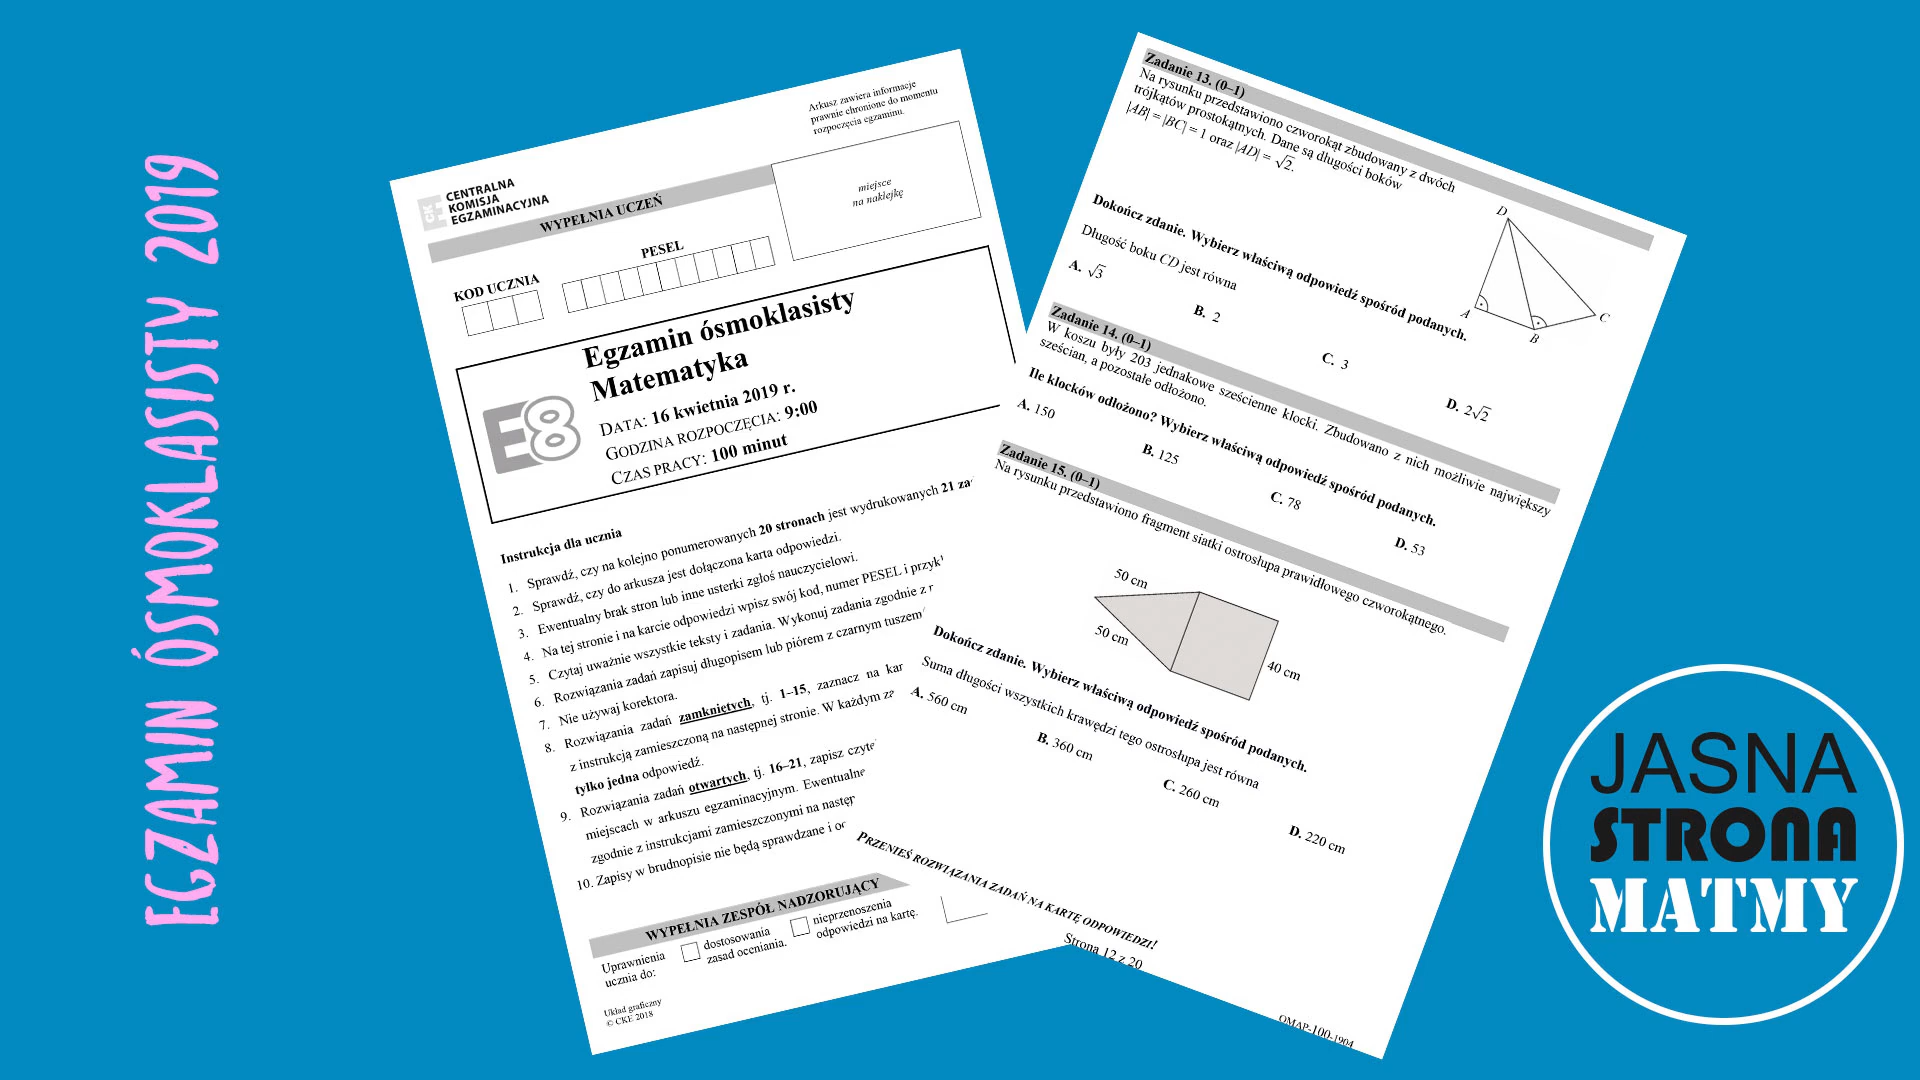 EGZAMIN ÓSMOKLASISTY 2019
Arkusz zawiera informacje
prawnie chronione do momentu
rozpoczęcia egzaminu.
CKE
CENTRALNA
KOMISJA
EGZAMINACYJNA
WYPEŁNIA UCZEŃ
miejsce
na naklejkę
KOD UCZNIA
PESEL
E8
Egzamin ósmoklasisty
Matematyka
DATA: 16 kwietnia 2019 r.
GODZINA ROZPOCZĘCIA: 9:00
CZAS PRACY: 100 minut
Instrukcja dla ucznia
1. Sprawdź, czy na kolejno ponumerowanych 20 stronach jest wydrukowanych 21 za
2. Sprawdź, czy do arkusza jest dołączona karta odpowiedzi.
3. Ewentualny brak stron lub inne usterki zgłoś nauczycielowi.
4. Na tej stronie i na karcie odpowiedzi wpisz swój kod, numer PESEL i przyk
5. Czytaj uważnie wszystkie teksty i zadania. Wykonuj zadania zgodnie z
6. Rozwiązania zadań zapisuj długopisem lub piórem z czarnym tuszem
7. Nie używaj korektora.
8. Rozwiązania zadań zamkniętych, tj. 1–15, zaznacz na kar
z instrukcją zamieszczoną na następnej stronie. W każdym
tylko jedna odpowiedź.
9. Rozwiązania zadań otwartych, tj. 16–21, zapisz czyte
miejscach w arkuszu egzaminacyjnym. Ewentualne
zgodnie z instrukcjami zamieszczonymi na następ
10. Zapisy w brudnopisie nie będą sprawdzane i oc
WYPEŁNIA ZESPÓŁ NADZORUJĄCY
Uprawnienia
ucznia do:
dostosowania
zasad oceniania.
nieprzenoszenia
odpowiedzi na kartę.
Układ graficzny
© CKE 2018
Zadanie 13. (0–1)
Na rysunku przedstawiono czworokąt zbudowany z dwóch
trójkątów prostokątnych. Dane są długości boków
|AB| = |BC| = 1 oraz |AD| = √2.
D
A
B
C
Dokończ zdanie. Wybierz właściwą odpowiedź spośród podanych.
Długość boku CD jest równa
A. √3 B. 2 C. 3 D. 2√2
Zadanie 14. (0–1)
W koszu były 203 jednakowe sześcienne klocki. Zbudowano z nich możliwie największy
sześcian, a pozostałe odłożono.
Ile klocków odłożono? Wybierz właściwą odpowiedź spośród podanych.
A. 150 B. 125 C. 78 D. 53
Zadanie 15. (0–1)
Na rysunku przedstawiono fragment siatki ostrosłupa prawidłowego czworokątnego.
50 cm
50 cm
40 cm
Dokończ zdanie. Wybierz właściwą odpowiedź spośród podanych.
Suma długości wszystkich krawędzi tego ostrosłupa jest równa
A. 560 cm B. 360 cm C. 260 cm D. 220 cm
PRZENIEŚ ROZWIĄZANIA ZADAŃ NA KARTĘ ODPOWIEDZI!
Strona 12 z 20
OMAP-100-1904
JASNA
STRONA
MATMY